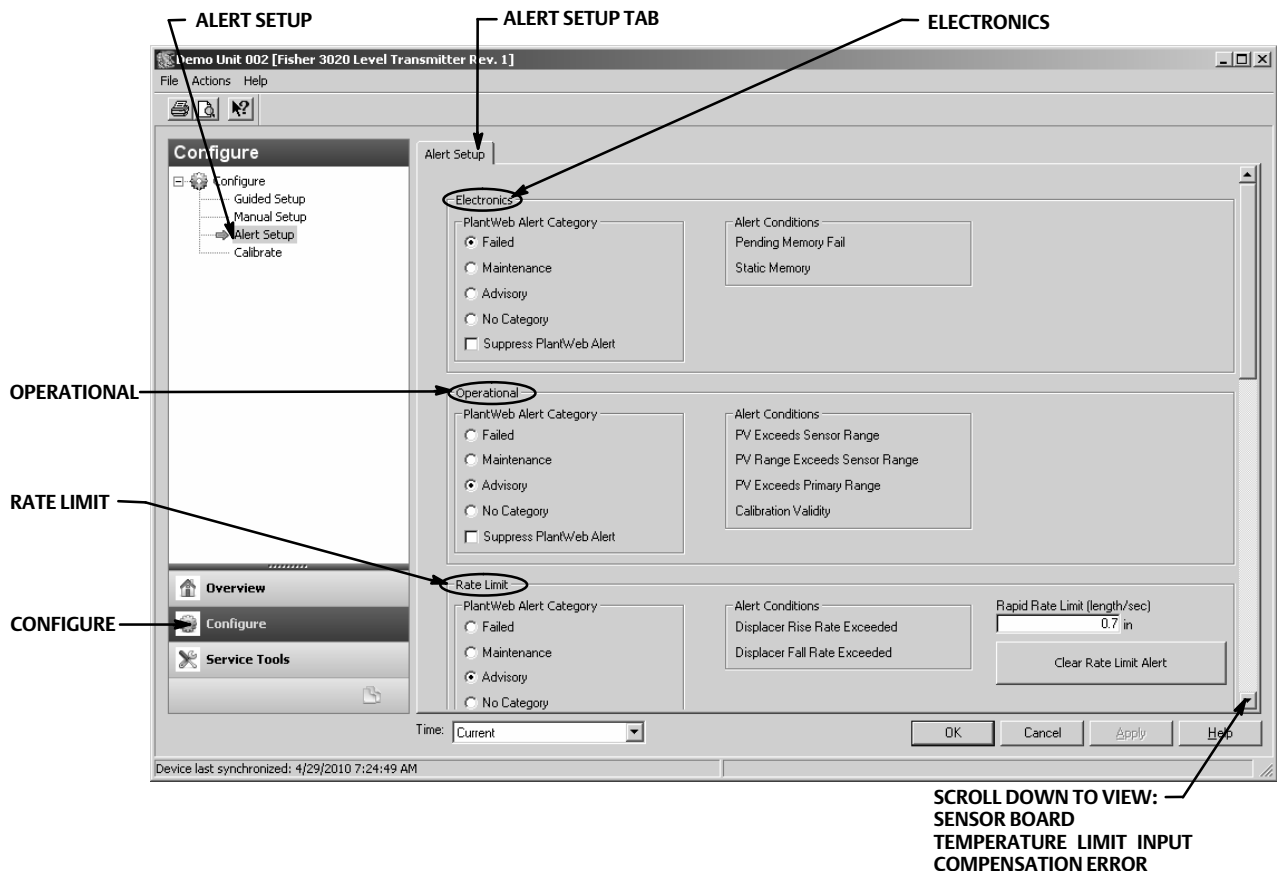 ALERT SETUP
ALERT SETUP TAB
ELECTRONICS
Demo Unit 002 [Fisher 3020 Level Transmitter Rev. 1]
File Actions Help
Configure
Configure
Guided Setup
Manual Setup
Alert Setup
Calibrate
Alert Setup
Electronics
PlantWeb Alert Category
Failed
Maintenance
Advisory
No Category
Suppress PlantWeb Alert
Alert Conditions
Pending Memory Fail
Static Memory
OPERATIONAL
Operational
PlantWeb Alert Category
Failed
Maintenance
Advisory
No Category
Suppress PlantWeb Alert
Alert Conditions
PV Exceeds Sensor Range
PV Range Exceeds Sensor Range
PV Exceeds Primary Range
Calibration Validity
RATE LIMIT
Rate Limit
PlantWeb Alert Category
Failed
Maintenance
Advisory
No Category
Alert Conditions
Displacer Rise Rate Exceeded
Displacer Fall Rate Exceeded
Rapid Rate Limit (length/sec)
0.7 in
Clear Rate Limit Alert
Overview
CONFIGURE
Configure
Service Tools
Time: Current
OK Cancel Apply Help
Device last synchronized: 4/29/2010 7:24:49 AM
SCROLL DOWN TO VIEW:
SENSOR BOARD
TEMPERATURE LIMIT INPUT
COMPENSATION ERROR